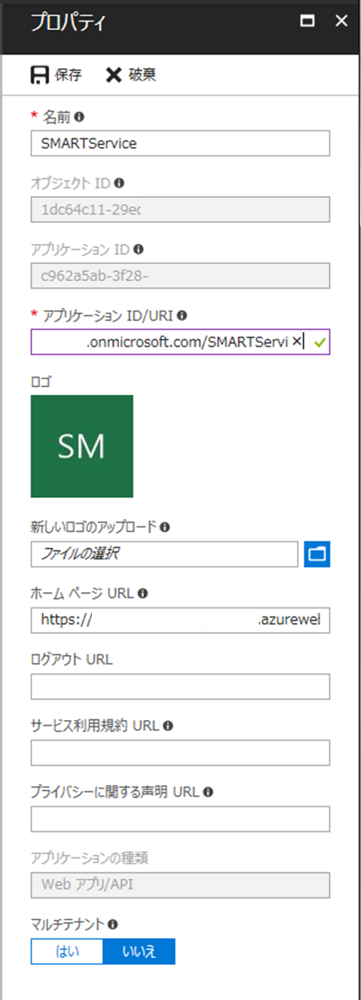 プロパティ
保存 破棄
* 名前
SMARTService
オブジェクト ID
1dc64c11-29ec
アプリケーション ID
c962a5ab-3f28-
* アプリケーション ID/URI
.onmicrosoft.com/SMARTServi
ロゴ
SM
新しいロゴのアップロード
ファイルの選択
ホーム ページ URL
https:// .azureweb
ログアウト URL
サービス利用規約 URL
プライバシーに関する声明 URL
アプリケーションの種類
Web アプリ/API
マルチテナント
はい いいえ